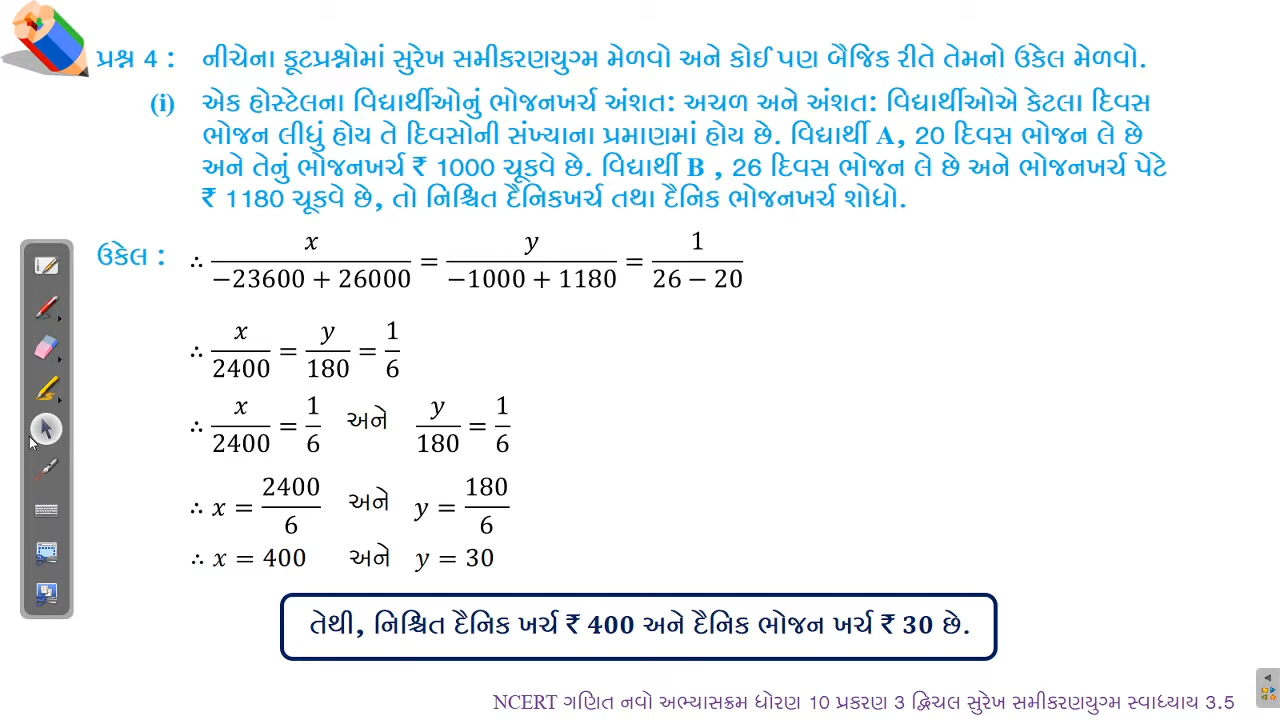 પ્રશ્ન 4 : નીચેના કૂટપ્રશ્નોમાં સુરેખ સમીકરણયુગ્મ મેળવો અને કોઈ પણ બૈજિક રીતે તેમનો ઉકેલ મેળવો.
(i) એક હોસ્ટેલના વિદ્યાર્થીઓનું ભોજનખર્ચ અંશત: અચળ અને અંશત: વિદ્યાર્થીઓએ કેટલા દિવસ
ભોજન લીધું હોય તે દિવસોની સંખ્યાના પ્રમાણમાં હોય છે. વિદ્યાર્થી A, 20 દિવસ ભોજન લે છે
અને તેનું ભોજનખર્ચ ₹ 1000 ચૂકવે છે. વિદ્યાર્થી B , 26 દિવસ ભોજન લે છે અને ભોજનખર્ચ પેટે
₹ 1180 ચૂકવે છે, તો નિશ્ચિત દૈનિકખર્ચ તથા દૈનિક ભોજનખર્ચ શોધો.
ઉકેલ : ∴ x/(−23600 + 26000) = y/(−1000 + 1180) = 1/(26 − 20)
∴ x/2400 = y/180 = 1/6
∴ x/2400 = 1/6 અને y/180 = 1/6
∴ x = 2400/6 અને y = 180/6
∴ x = 400 અને y = 30
તેથી, નિશ્ચિત દૈનિક ખર્ચ ₹ 400 અને દૈનિક ભોજન ખર્ચ ₹ 30 છે.
NCERT ગણિત નવો અભ્યાસક્રમ ધોરણ 10 પ્રકરણ 3 દ્વિચલ સુરેખ સમીકરણયુગ્મ સ્વાધ્યાય 3.5